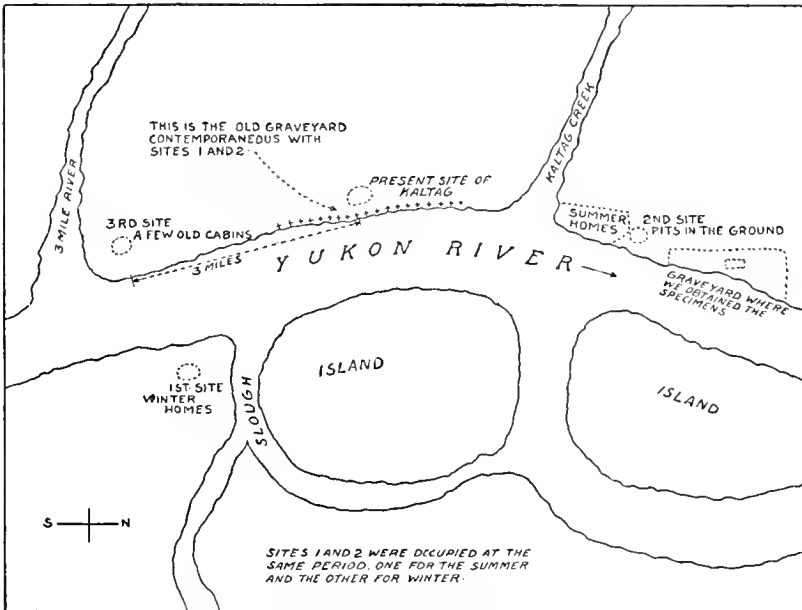 THIS IS THE OLD GRAVEYARD
CONTEMPORANEOUS WITH
SITES 1 AND 2.
PRESENT SITE OF
KALTAG
KALTAG CREEK
3 MILE RIVER
3RD SITE
A FEW OLD CABINS
3 MILES
YUKON RIVER
SUMMER
HOMES
2ND SITE
PITS IN THE GROUND
GRAVEYARD WHERE
WE OBTAINED THE
SPECIMENS
1ST SITE
WINTER
HOMES
SLOUGH
ISLAND
ISLAND
S N
SITES 1 AND 2 WERE OCCUPIED AT THE
SAME PERIOD. ONE FOR THE SUMMER
AND THE OTHER FOR WINTER.